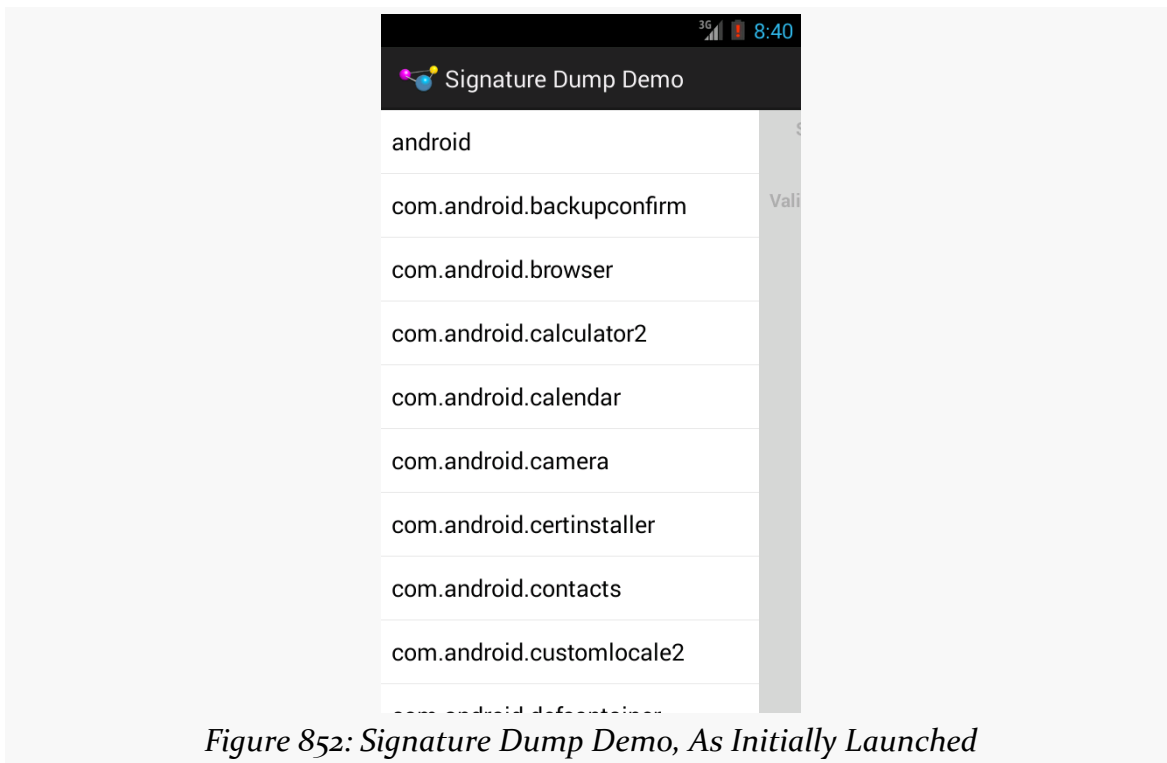 3G 8:40
Signature Dump Demo
android
com.android.backupconfirm
Vali
com.android.browser
com.android.calculator2
com.android.calendar
com.android.camera
com.android.certinstaller
com.android.contacts
com.android.customlocale2
Figure 852: Signature Dump Demo, As Initially Launched